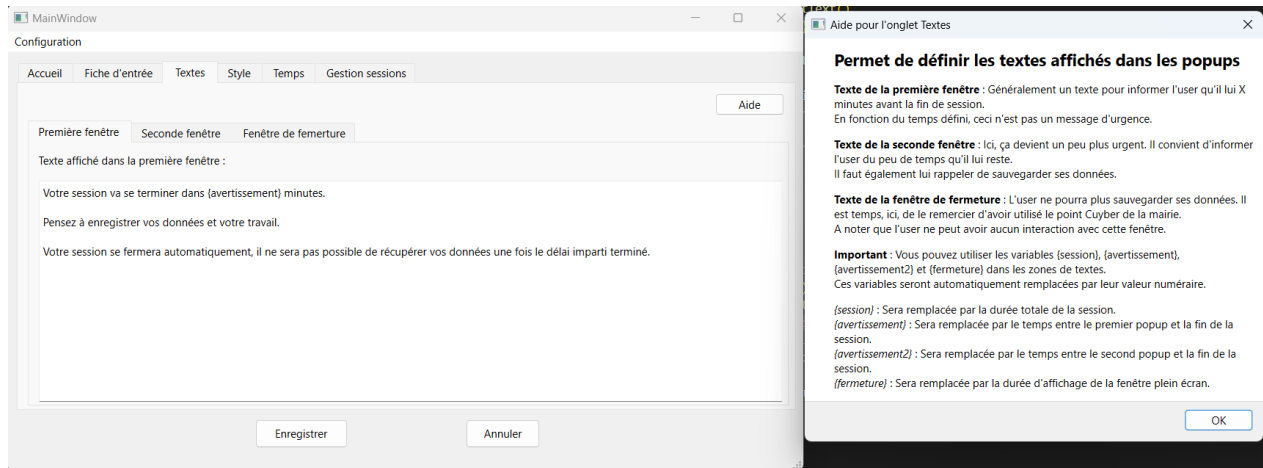 MainWindow
Configuration
Accueil Fiche d'entrée Textes Style Temps Gestion sessions
Aide
Première fenêtre Seconde fenêtre Fenêtre de femerture
Texte affiché dans la première fenêtre :
Votre session va se terminer dans {avertissement} minutes.
Pensez à enregistrer vos données et votre travail.
Votre session se fermera automatiquement, il ne sera pas possible de récupérer vos données une fois le délai imparti terminé.
Enregistrer Annuler
Aide pour l'onglet Textes
Permet de définir les textes affichés dans les popups
Texte de la première fenêtre : Généralement un texte pour informer l'user qu'il lui X
minutes avant la fin de session.
En fonction du temps défini, ceci n'est pas un message d'urgence.
Texte de la seconde fenêtre : Ici, ça devient un peu plus urgent. Il convient d'informer
l'user du peu de temps qu'il lui reste.
Il faut également lui rappeler de sauvegarder ses données.
Texte de la fenêtre de fermeture : L'user ne pourra plus sauvegarder ses données. Il
est temps, ici, de le remercier d'avoir utilisé le point Cuyber de la mairie.
A noter que l'user ne peut avoir aucun interaction avec cette fenêtre.
Important : Vous pouvez utiliser les variables {session}, {avertissement},
{avertissement2} et {fermeture} dans les zones de textes.
Ces variables seront automatiquement remplacées par leur valeur numéraire.
{session} : Sera remplacée par la durée totale de la session.
{avertissement} : Sera remplacée par le temps entre le premier popup et la fin de la
session.
{avertissement2} : Sera remplacée par le temps entre le second popup et la fin de la
session.
{fermeture} : Sera remplacée par la durée d'affichage de la fenêtre plein écran.
OK